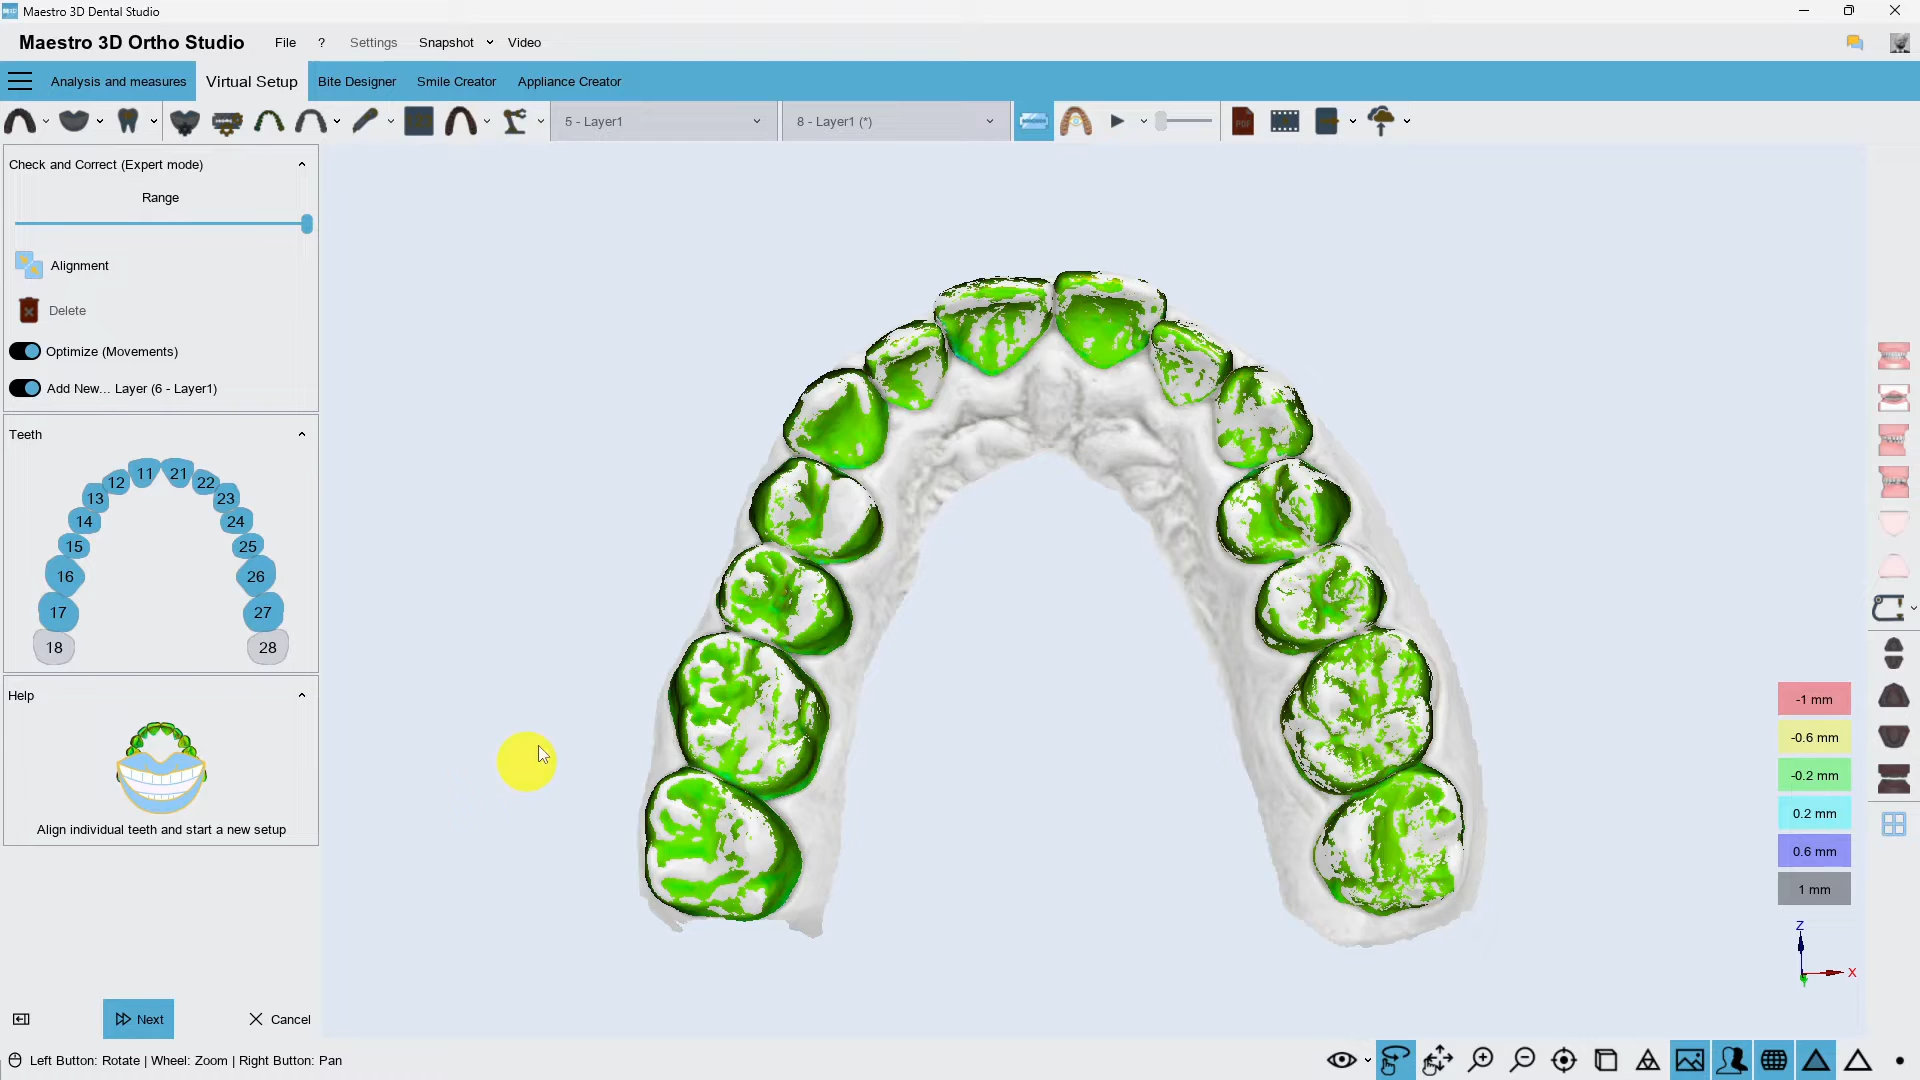 Maestro 3D Dental Studio
Maestro 3D Ortho Studio File ? Settings Snapshot Video
Analysis and measures Virtual Setup Bite Designer Smile Creator Appliance Creator
5 - Layer1 8 - Layer1 (*)
PDF
Check and Correct (Expert mode)
Range
Alignment
Delete
Optimize (Movements)
Add New... Layer (6 - Layer1)
Teeth
11 21
12 22
13 23
14 24
15 25
16 26
17 27
18 28
Help
Align individual teeth and start a new setup
-1 mm
-0.6 mm
-0.2 mm
0.2 mm
0.6 mm
1 mm
Z
X
Next Cancel
Left Button: Rotate | Wheel: Zoom | Right Button: Pan